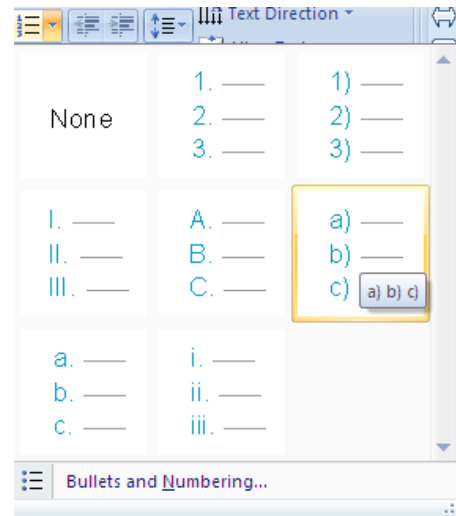 Text Direction
None
1.
2.
3.
1)
2)
3)
I.
II.
III.
A.
B.
C.
a)
b)
c)
a) b) c)
a.
b.
c.
i.
ii.
iii.
Bullets and Numbering...